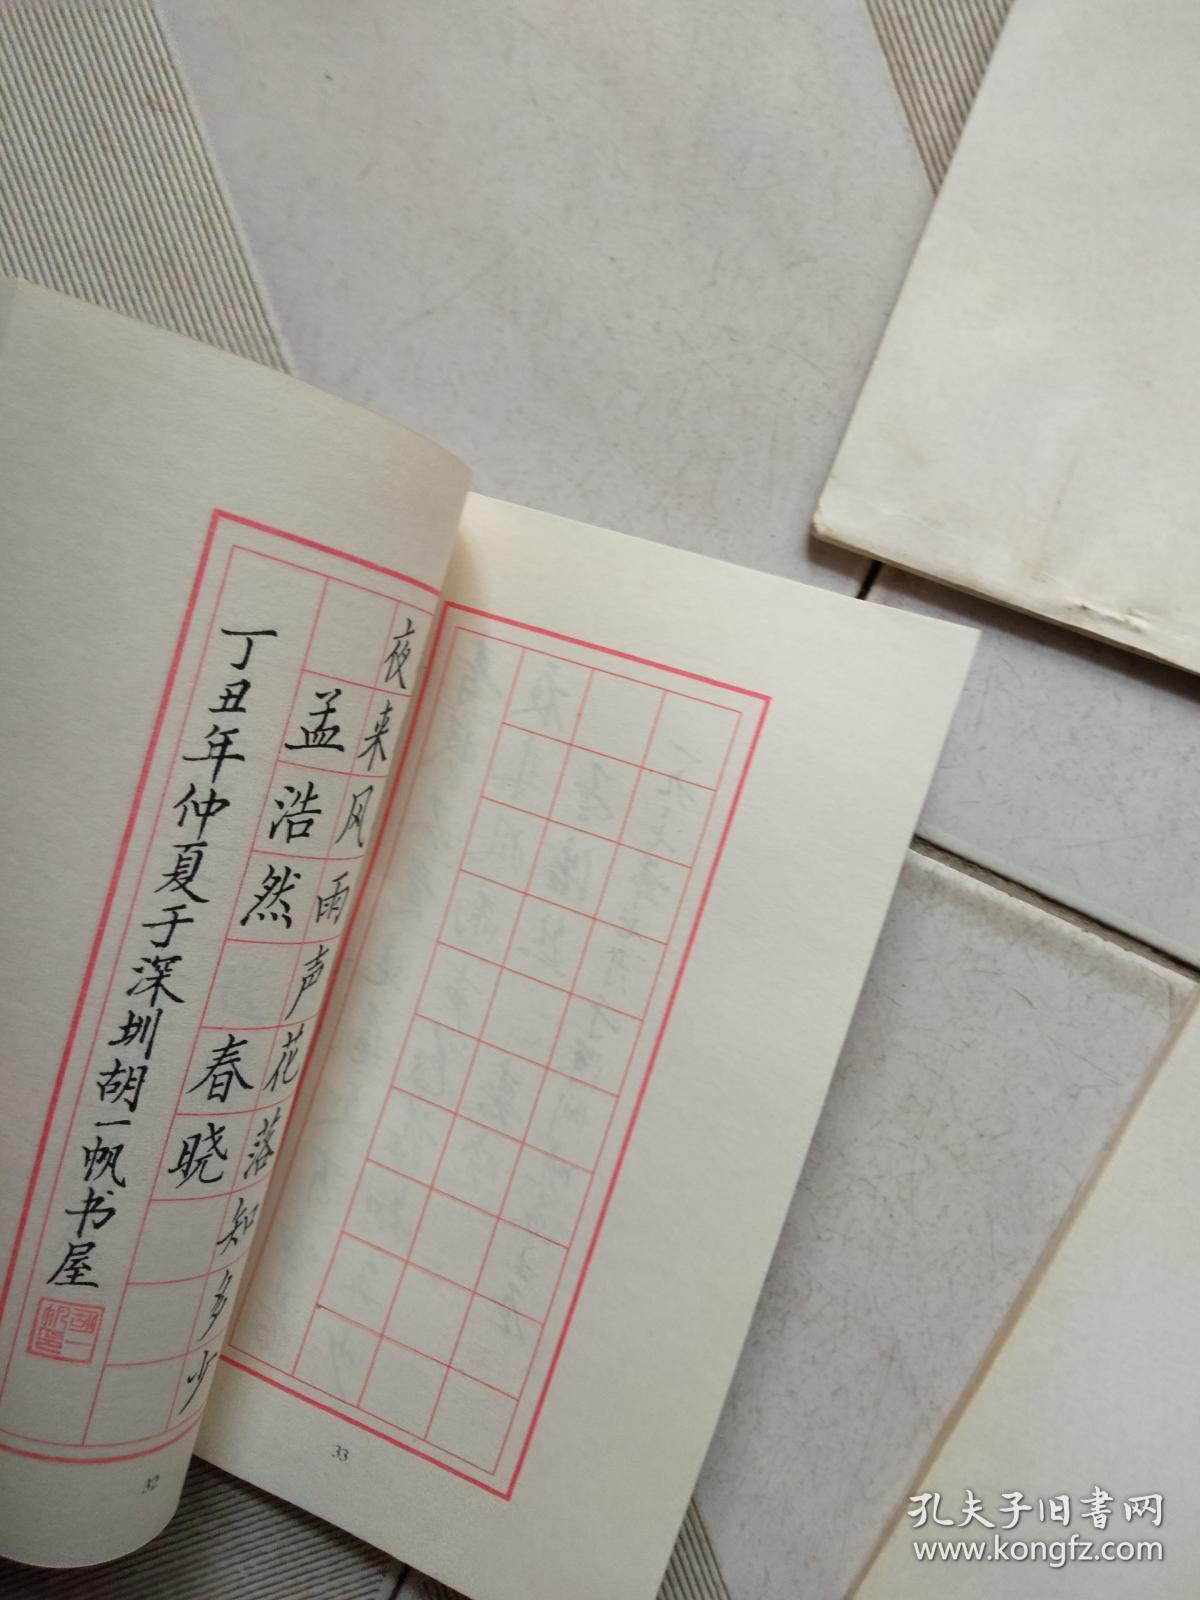 夜来风雨声花落知多少
孟浩然 春晓
丁丑年仲夏于深圳胡一帆书屋
32
33
孔夫子旧书网
www.kongfz.com